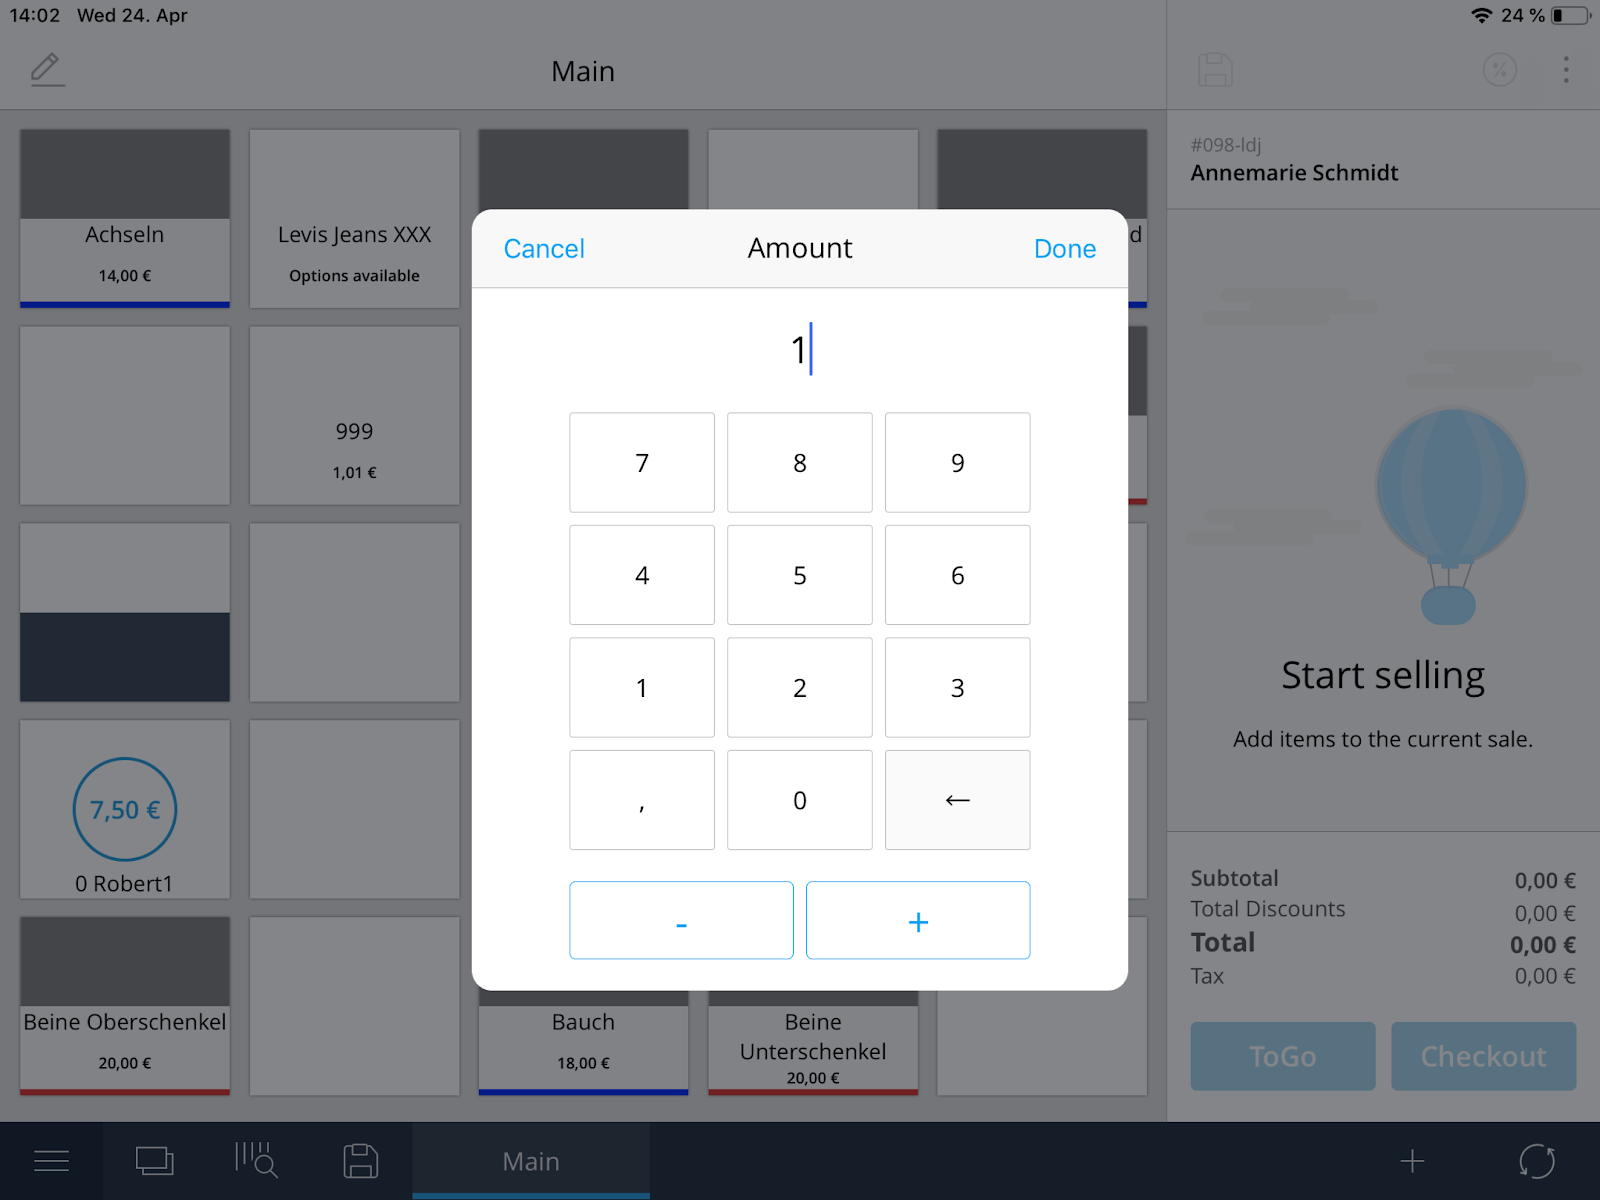 14:02 Wed 24. Apr
24 %
Main
#098-ldj
Annemarie Schmidt
Achseln
14,00 €
Levis Jeans XXX
Options available
d
999
1,01 €
7,50 €
0 Robert1
Beine Oberschenkel
20,00 €
Bauch
18,00 €
Beine
Unterschenkel
20,00 €
Cancel Amount Done
1
7 8 9
4 5 6
1 2 3
, 0 ←
- +
%
Start selling
Add items to the current sale.
Subtotal 0,00 €
Total Discounts 0,00 €
Total 0,00 €
Tax 0,00 €
ToGo Checkout
Main